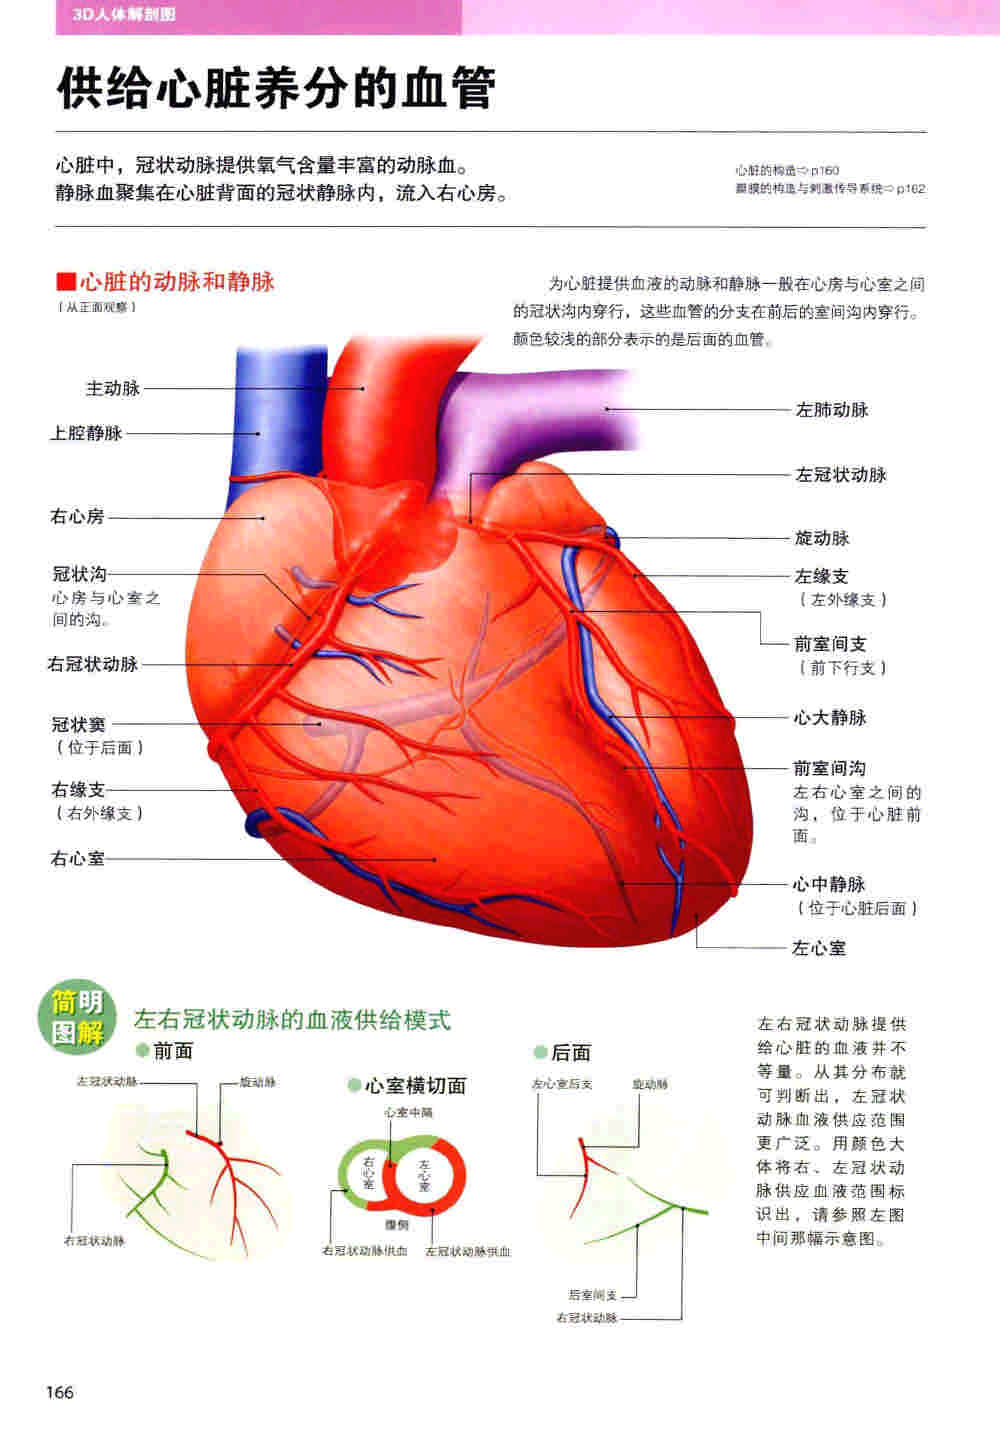 3D人体解剖图
供给心脏养分的血管
心脏中，冠状动脉提供氧气含量丰富的动脉血。
静脉血聚集在心脏背面的冠状静脉内，流入右心房。
心脏的构造⇨p160
瓣膜的构造与刺激传导系统⇨p162
■心脏的动脉和静脉
（从正面观察）
为心脏提供血液的动脉和静脉一般在心房与心室之间
的冠状沟内穿行，这些血管的分支在前后的室间沟内穿行。
颜色较浅的部分表示的是后面的血管。
主动脉
上腔静脉
右心房
冠状沟
心房与心室之
间的沟。
右冠状动脉
冠状窦
（位于后面）
右缘支
（右外缘支）
右心室
左肺动脉
左冠状动脉
旋动脉
左缘支
（左外缘支）
前室间支
（前下行支）
心大静脉
前室间沟
左右心室之间的
沟，位于心脏前
面。
心中静脉
（位于心脏后面）
左心室
简明
图解
左右冠状动脉的血液供给模式
●前面
左冠状动脉
旋动脉
右冠状动脉
●心室横切面
心室中隔
右心室
左心室
腹侧
右冠状动脉供血
左冠状动脉供血
●后面
左心室后支
旋动脉
后室间支
右冠状动脉
左右冠状动脉提供
给心脏的血液并不
等量。从其分布就
可判断出，左冠状
动脉血液供应范围
更广泛。用颜色大
体将右、左冠状动
脉供应血液范围标
识出，请参照左图
中间那幅示意图。
166